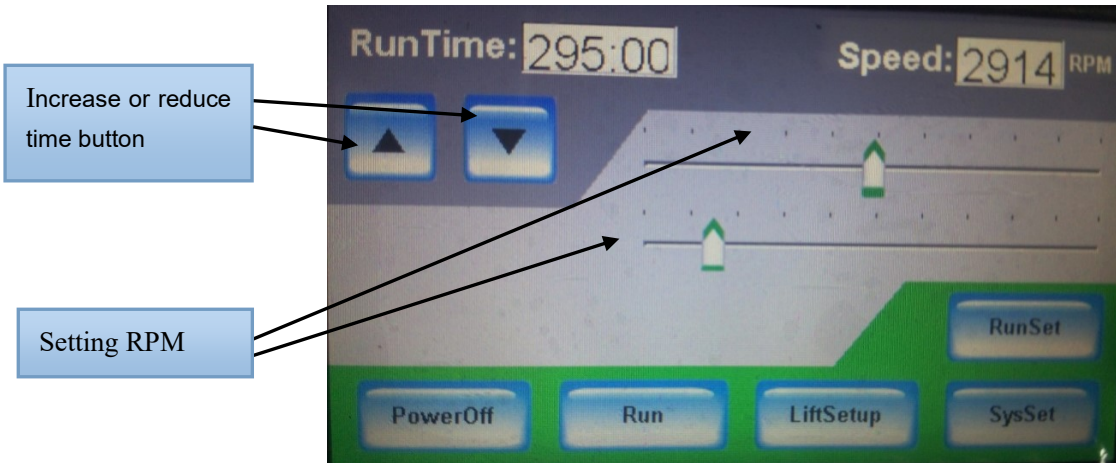 RunTime: 295:00
Speed: 2914 RPM
Increase or reduce
time button
Setting RPM
RunSet
PowerOff
Run
LiftSetup
SysSet